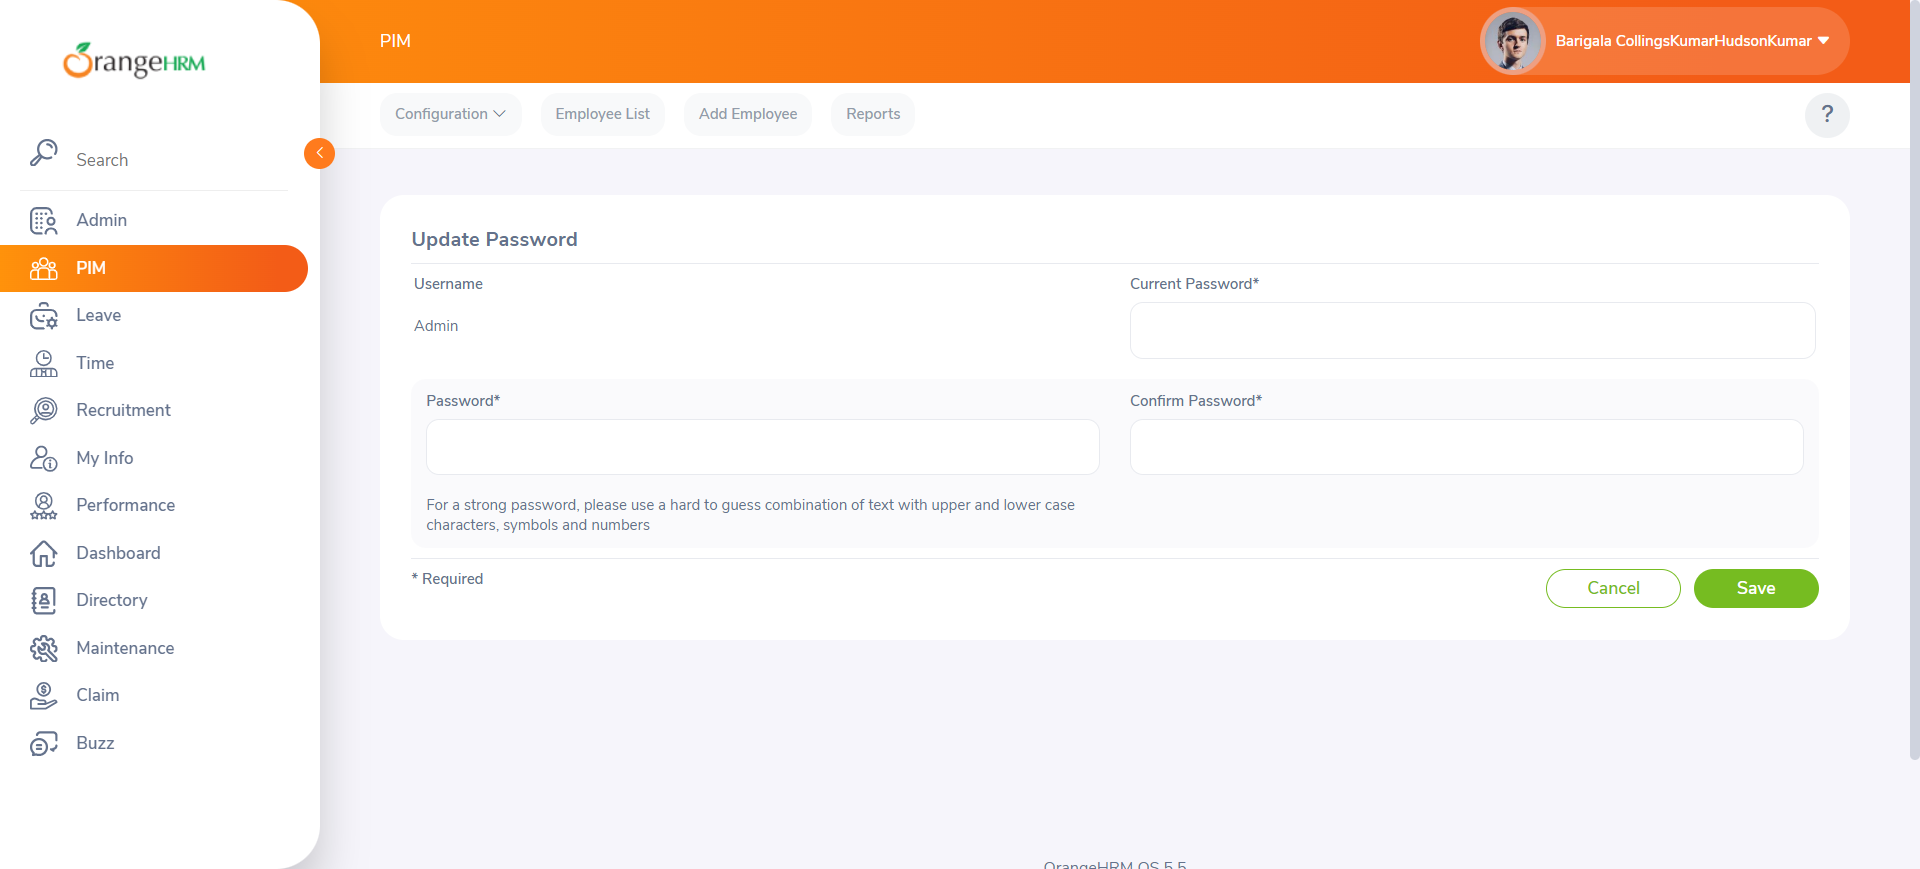 OrangeHRM
Search
Admin
PIM
Leave
Time
Recruitment
My Info
Performance
Dashboard
Directory
Maintenance
Claim
Buzz
PIM
Barigala CollingsKumarHudsonKumar
Configuration
Employee List
Add Employee
Reports
?
Update Password
Username
Admin
Current Password*
Password*
Confirm Password*
For a strong password, please use a hard to guess combination of text with upper and lower case
characters, symbols and numbers
* Required
Cancel
Save
OrangeHRM OS 5.5